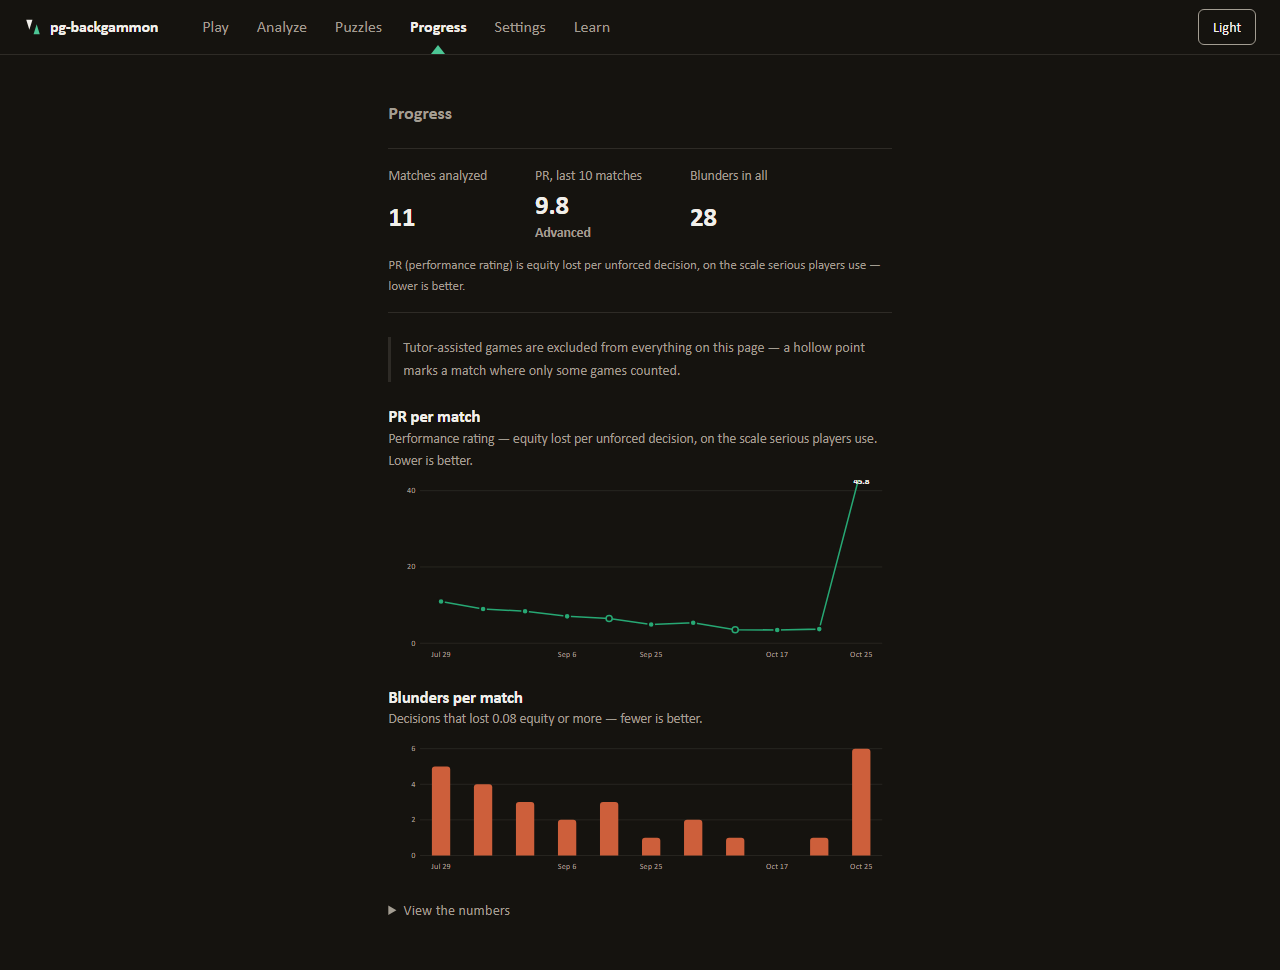 pg-backgammon
Play
Analyze
Puzzles
Progress
Settings
Learn
Light
Progress
Matches analyzed
11
PR, last 10 matches
9.8
Advanced
Blunders in all
28
PR (performance rating) is equity lost per unforced decision, on the scale serious players use —
lower is better.
Tutor-assisted games are excluded from everything on this page — a hollow point
marks a match where only some games counted.
PR per match
Performance rating — equity lost per unforced decision, on the scale serious players use.
Lower is better.
40
20
0
Jul 29
Sep 6
Sep 25
Oct 17
Oct 25
Blunders per match
Decisions that lost 0.08 equity or more — fewer is better.
6
4
2
0
Jul 29
Sep 6
Sep 25
Oct 17
Oct 25
View the numbers